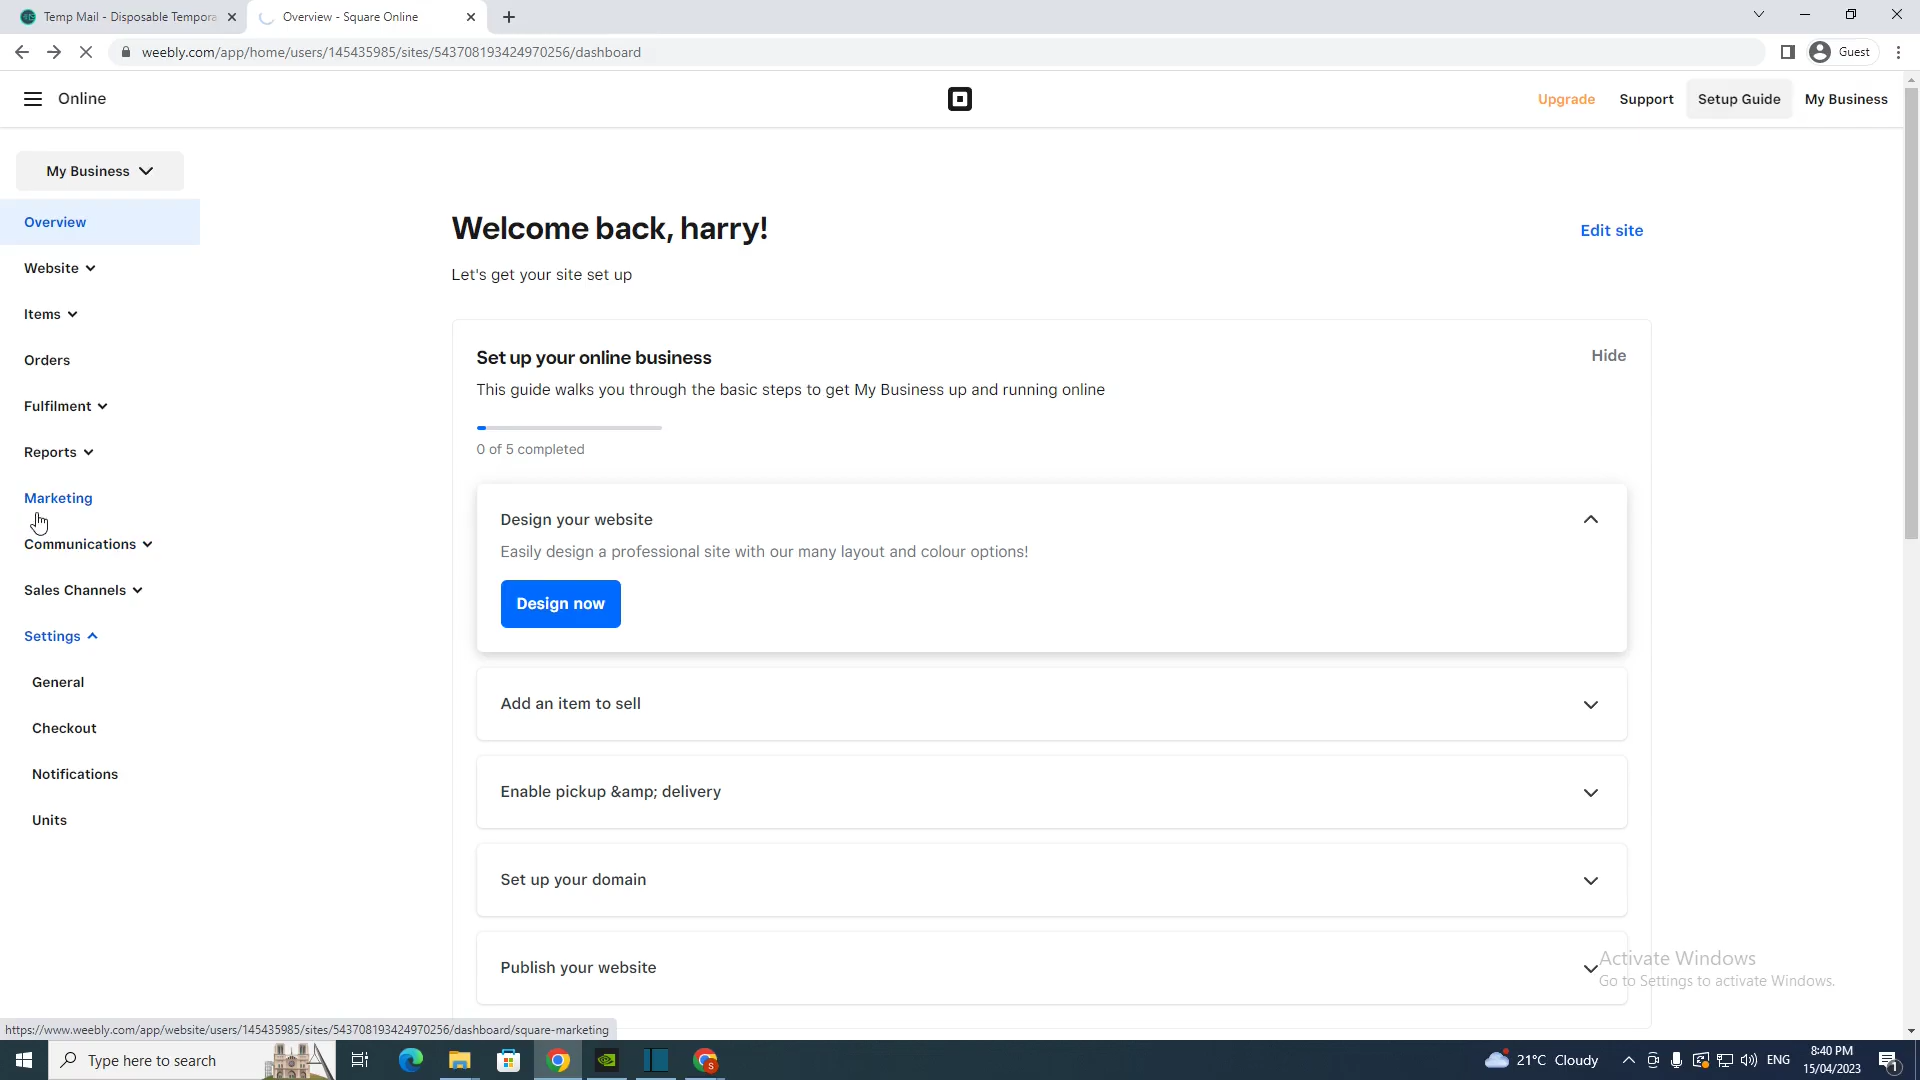 Temp Mail - Disposable Tempora
Overview - Square Online
weebly.com/app/home/users/145435985/sites/543708193424970256/dashboard
Guest
Online
Upgrade
Support
Setup Guide
My Business
My Business
Overview
Website
Items
Orders
Fulfilment
Reports
Marketing
Communications
Sales Channels
Settings
General
Checkout
Notifications
Units
Welcome back, harry!
Edit site
Let's get your site set up
Set up your online business
Hide
This guide walks you through the basic steps to get My Business up and running online
0 of 5 completed
Design your website
Easily design a professional site with our many layout and colour options!
Design now
Add an item to sell
Enable pickup &amp; delivery
Set up your domain
Publish your website
Activate Windows
Go to Settings to activate Windows.
https://www.weebly.com/app/website/users/145435985/sites/543708193424970256/dashboard/square-marketing
Type here to search
21°C Cloudy
ENG
8:40 PM
15/04/2023
1